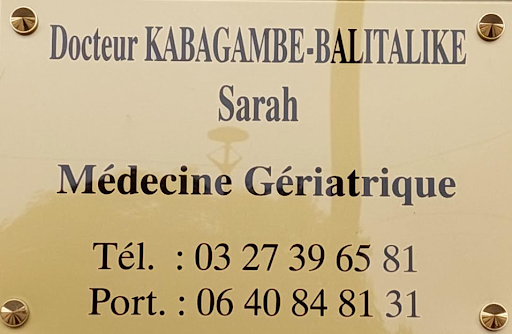 Docteur KABAGAMBE-BALITALIKE
Sarah
Médecine Gériatrique
Tél. : 03 27 39 65 81
Port. : 06 40 84 81 31